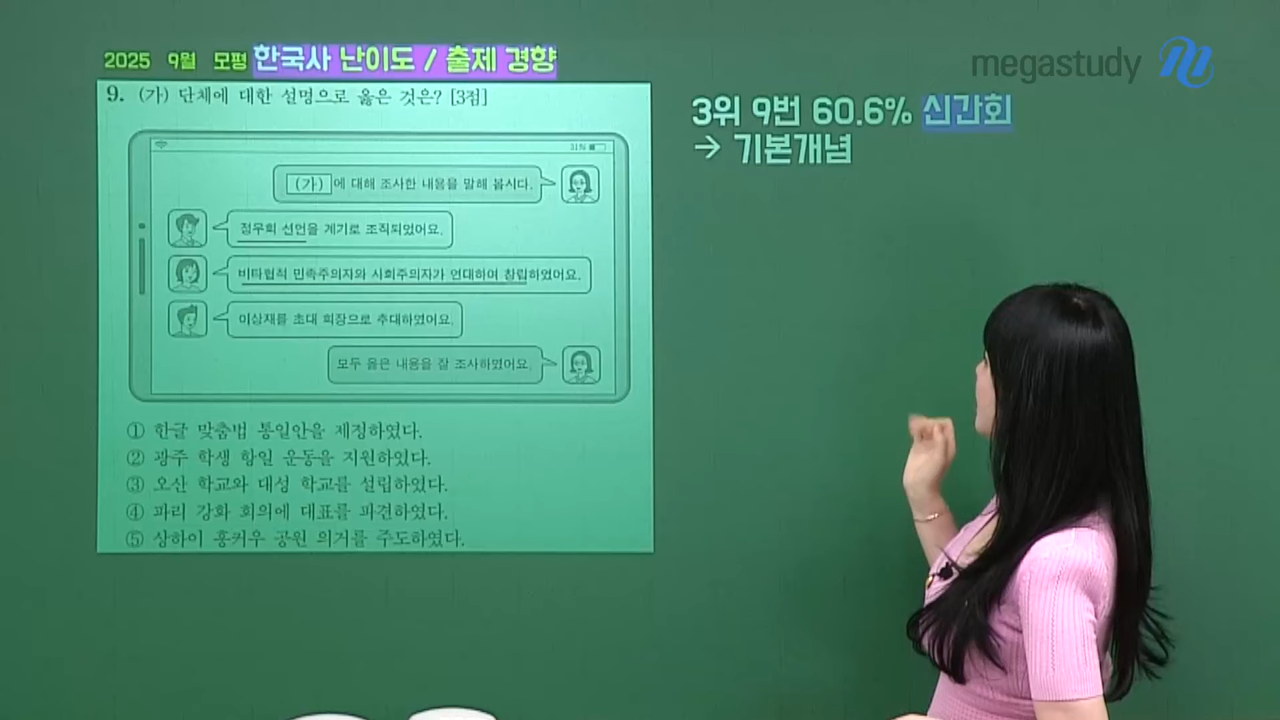 2025 9월 모평 한국사 난이도 / 출제 경향
megastudy
9. (가) 단체에 대한 설명으로 옳은 것은? [3점]
(가) 에 대해 조사한 내용을 말해 봅시다.
정우회 선언을 계기로 조직되었어요.
비타협적 민족주의자와 사회주의자가 연대하여 창립하였어요.
이상재를 초대 회장으로 추대하였어요.
모두 옳은 내용을 잘 조사하였어요.
① 한글 맞춤법 통일안을 제정하였다.
② 광주 학생 항일 운동을 지원하였다.
③ 오산 학교와 대성 학교를 설립하였다.
④ 파리 강화 회의에 대표를 파견하였다.
⑤ 상하이 훙커우 공원 의거를 주도하였다.
3위 9번 60.6% 신간회
→ 기본개념